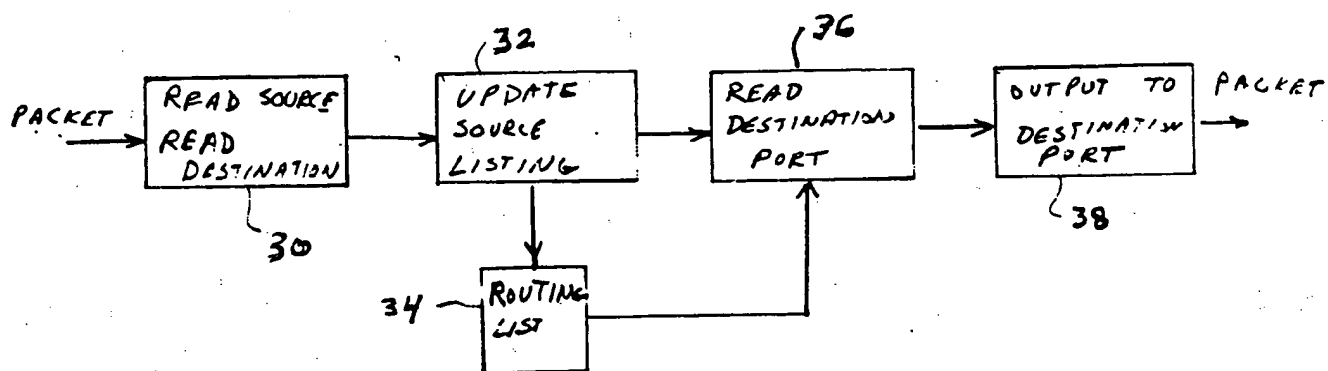 32
36
PACKET
READ SOURCE
READ
DESTINATION
UPDATE
SOURCE
LISTING
READ
DESTINATION
PORT
OUTPUT TO
DESTINATION
PORT
PACKET
30
38
34
ROUTING
LIST